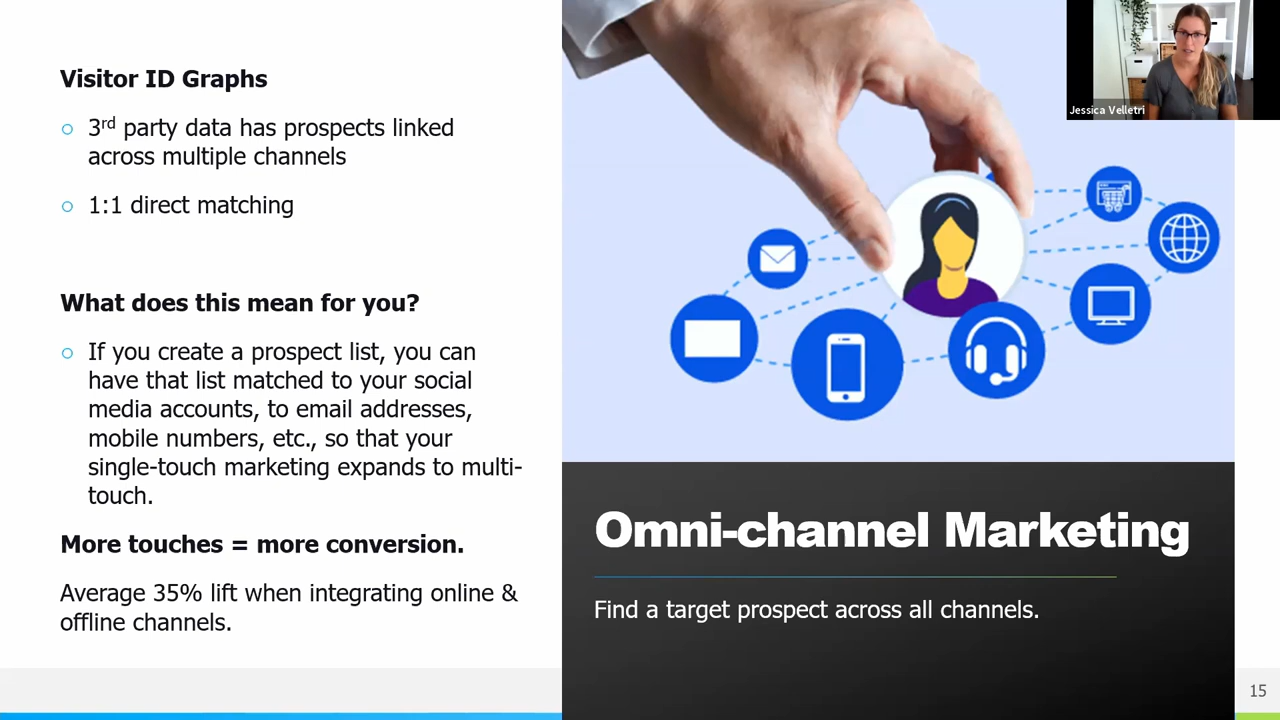 Visitor ID Graphs
3rd party data has prospects linked
across multiple channels
1:1 direct matching
What does this mean for you?
If you create a prospect list, you can
have that list matched to your social
media accounts, to email addresses,
mobile numbers, etc., so that your
single-touch marketing expands to multi-
touch.
More touches = more conversion.
Average 35% lift when integrating online &
offline channels.
Jessica Velletri
Omni-channel Marketing
Find a target prospect across all channels.
15